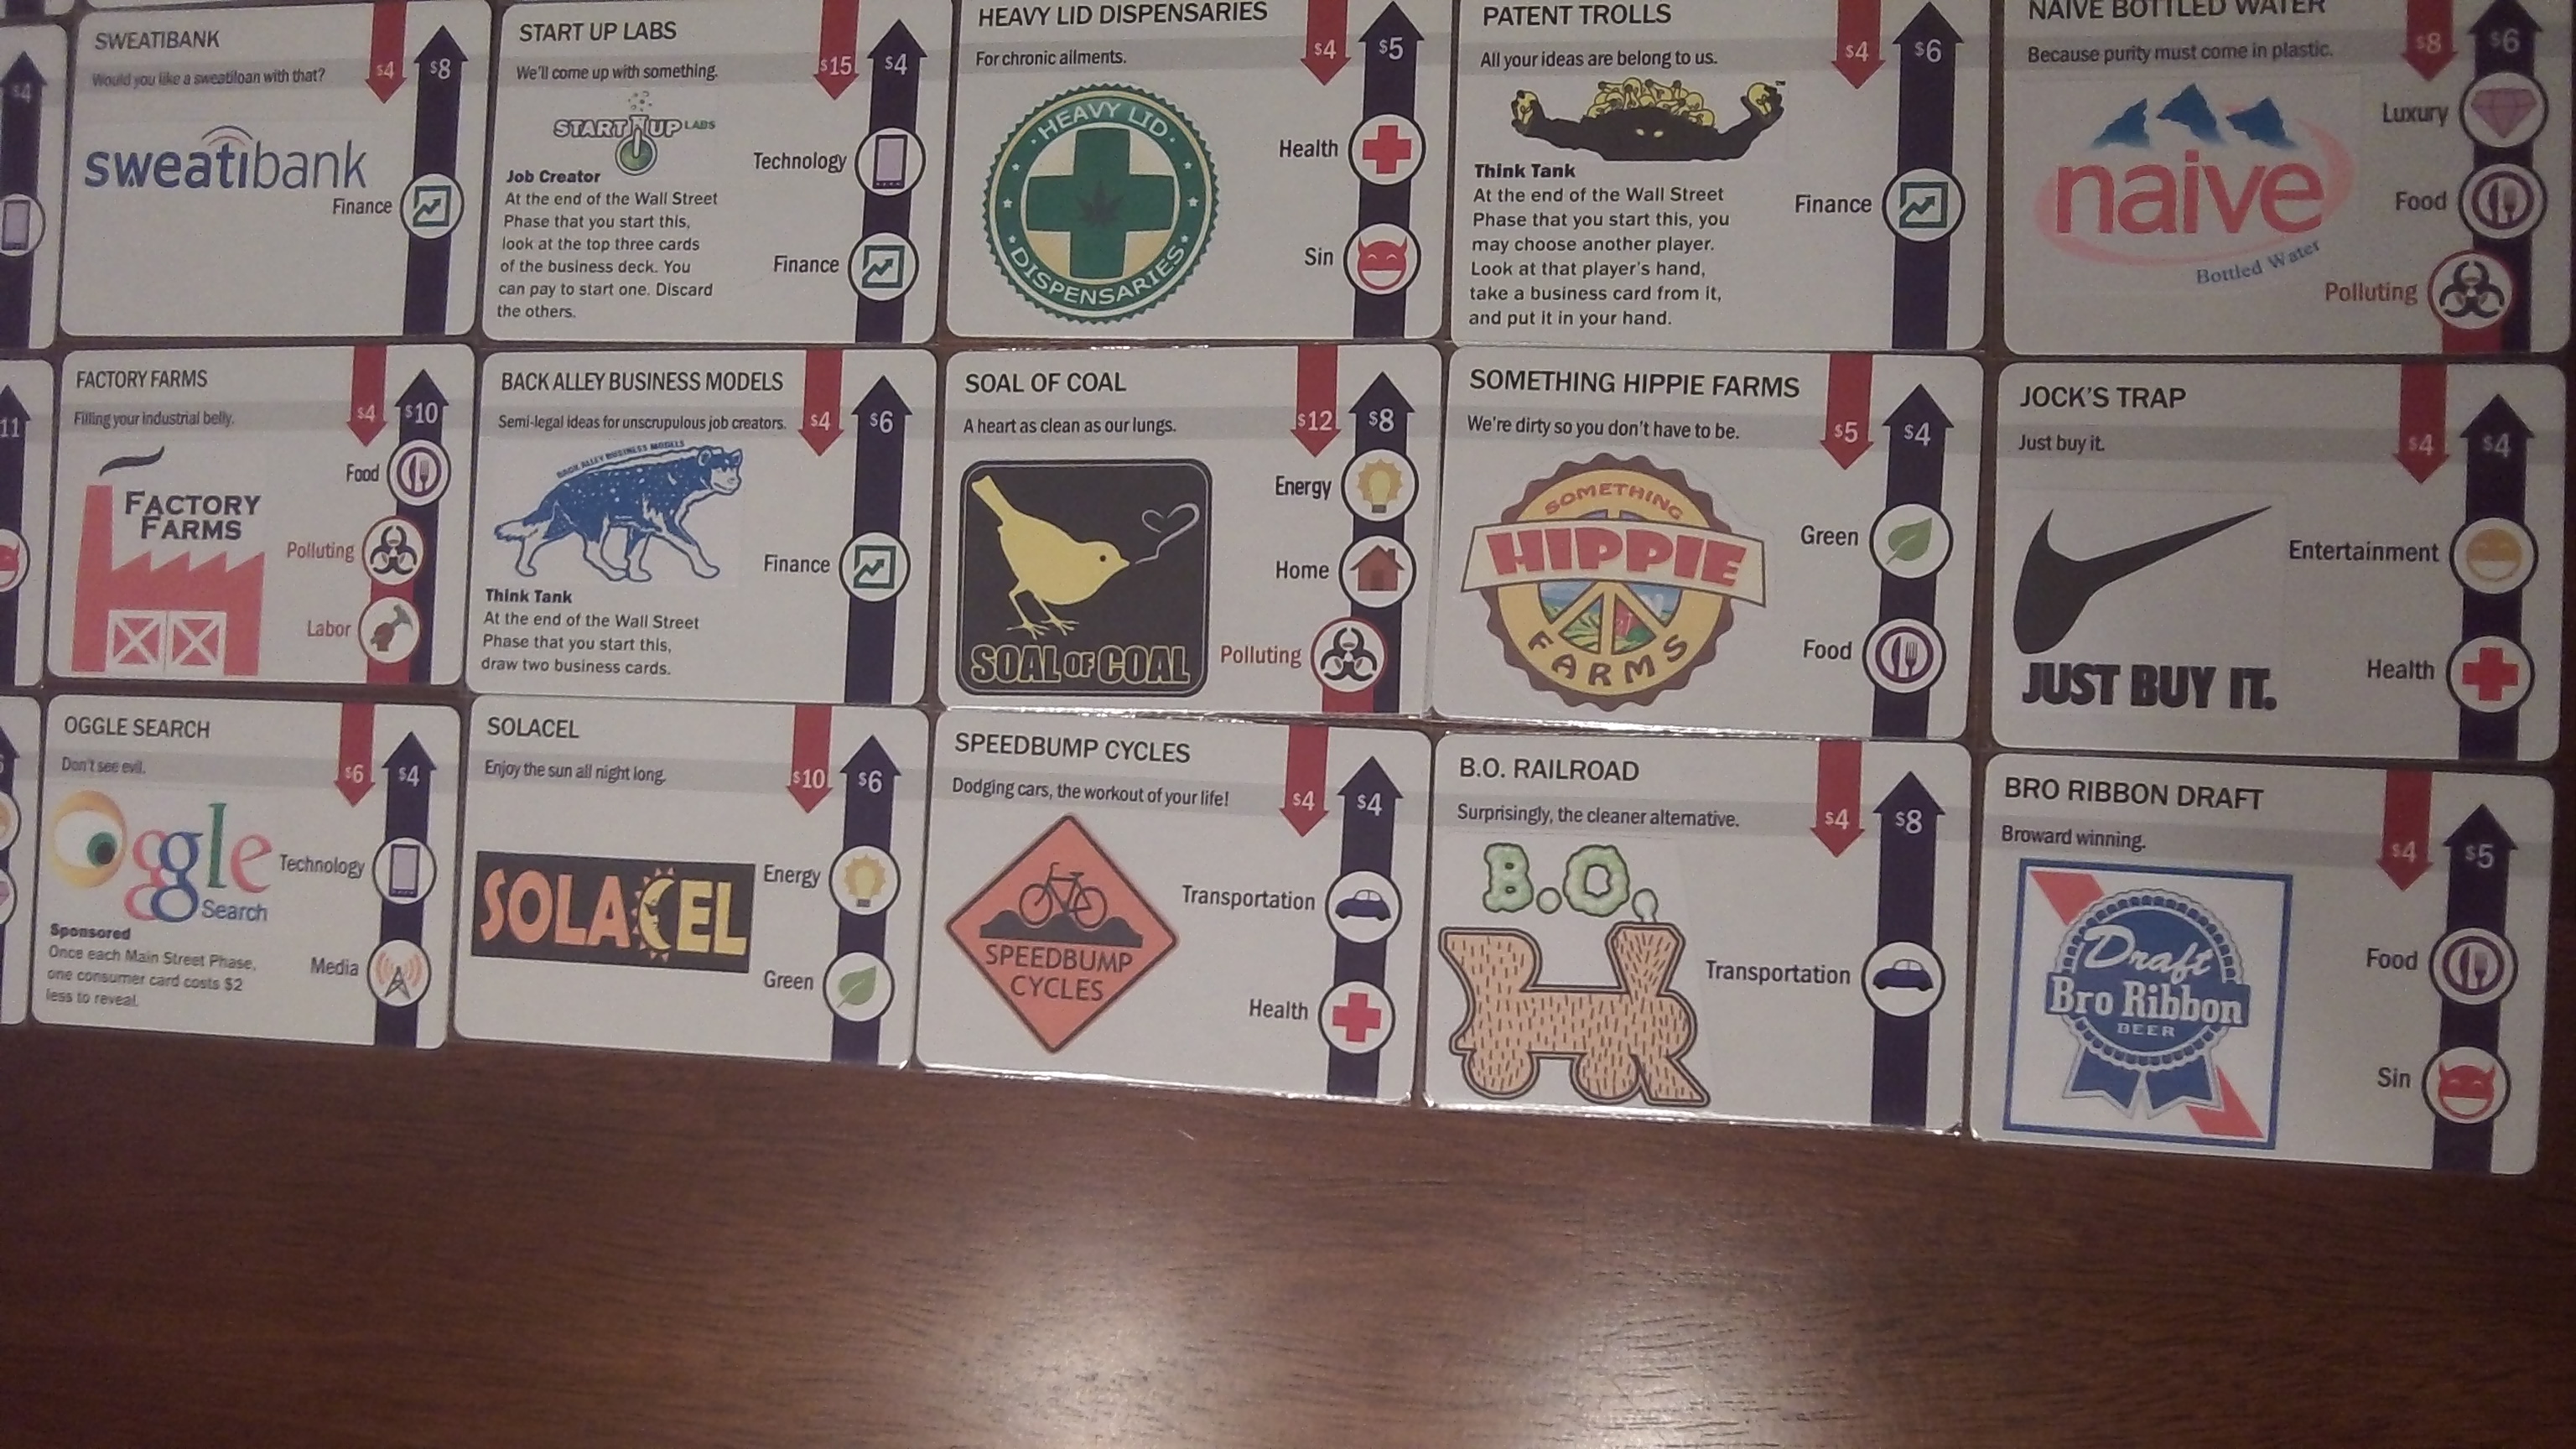 $4
SWEATIBANK
Would you like a sweatiloan with that?
$4
$8
sweatibank
Finance
START UP LABS
We'll come up with something.
$15
$4
START UP LABS
Technology
Job Creator
At the end of the Wall Street
Phase that you start this,
look at the top three cards
of the business deck. You
can pay to start one. Discard
the others.
Finance
HEAVY LID DISPENSARIES
For chronic ailments.
$4
$5
HEAVY LID
DISPENSARIES
Health
Sin
PATENT TROLLS
All your ideas are belong to us.
$4
$6
Think Tank
At the end of the Wall Street
Phase that you start this, you
may choose another player.
Look at that player's hand,
take a business card from it,
and put it in your hand.
Finance
NAIVE BOTTLED WATER
Because purity must come in plastic.
$8
$6
naive
Bottled Water
Luxury
Food
Polluting
11
FACTORY FARMS
Filling your industrial belly.
$4
$10
FACTORY
FARMS
Food
Polluting
Labor
BACK ALLEY BUSINESS MODELS
Semi-legal ideas for unscrupulous job creators.
$4
$6
BACK ALLEY BUSINESS MODELS
Think Tank
At the end of the Wall Street
Phase that you start this,
draw two business cards.
Finance
SOAL OF COAL
A heart as clean as our lungs.
$12
$8
SOAL OF COAL
Energy
Home
Polluting
SOMETHING HIPPIE FARMS
We're dirty so you don't have to be.
$5
$4
SOMETHING
HIPPIE
FARMS
Green
Food
JOCK'S TRAP
Just buy it.
$4
$4
JUST BUY IT.
Entertainment
Health
OGGLE SEARCH
Don't see evil.
$6
$4
Oggle
Search
Technology
Sponsored
Once each Main Street Phase,
one consumer card costs $2
less to reveal.
Media
SOLACEL
Enjoy the sun all night long.
$10
$6
SOLACEL
Energy
Green
SPEEDBUMP CYCLES
Dodging cars, the workout of your life!
$4
$4
SPEEDBUMP
CYCLES
Transportation
Health
B.O. RAILROAD
Surprisingly, the cleaner alternative.
$4
$8
B.O.
Transportation
BRO RIBBON DRAFT
Broward winning.
$4
$5
Draft
Bro Ribbon
BEER
Food
Sin